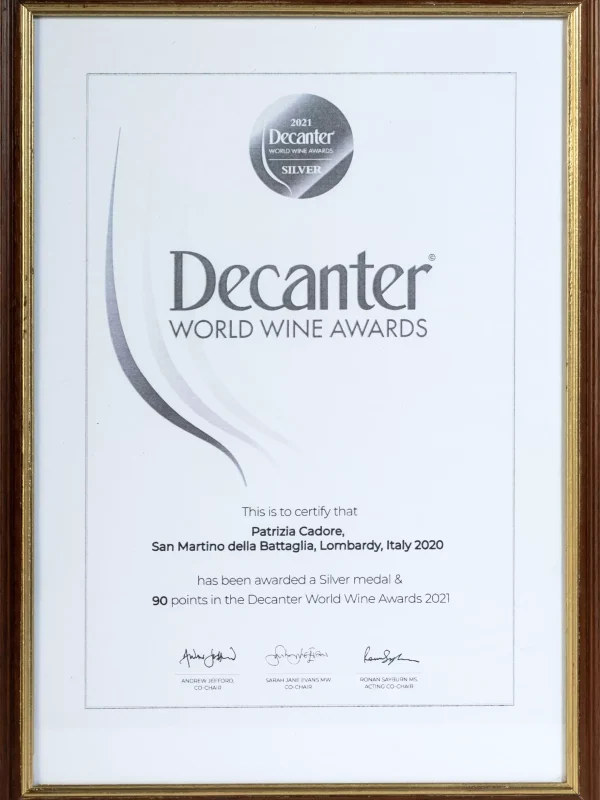 2021
Decanter
WORLD WINE AWARDS
SILVER
Decanter©
WORLD WINE AWARDS
This is to certify that
Patrizia Cadore,
San Martino della Battaglia, Lombardy, Italy 2020
has been awarded a Silver medal &
90 points in the Decanter World Wine Awards 2021
ANDREW JEFFORD, SARAH JANE EVANS MW RONAN SAYBURN MS,
CO-CHAIR CO-CHAIR ACTING CO-CHAIR